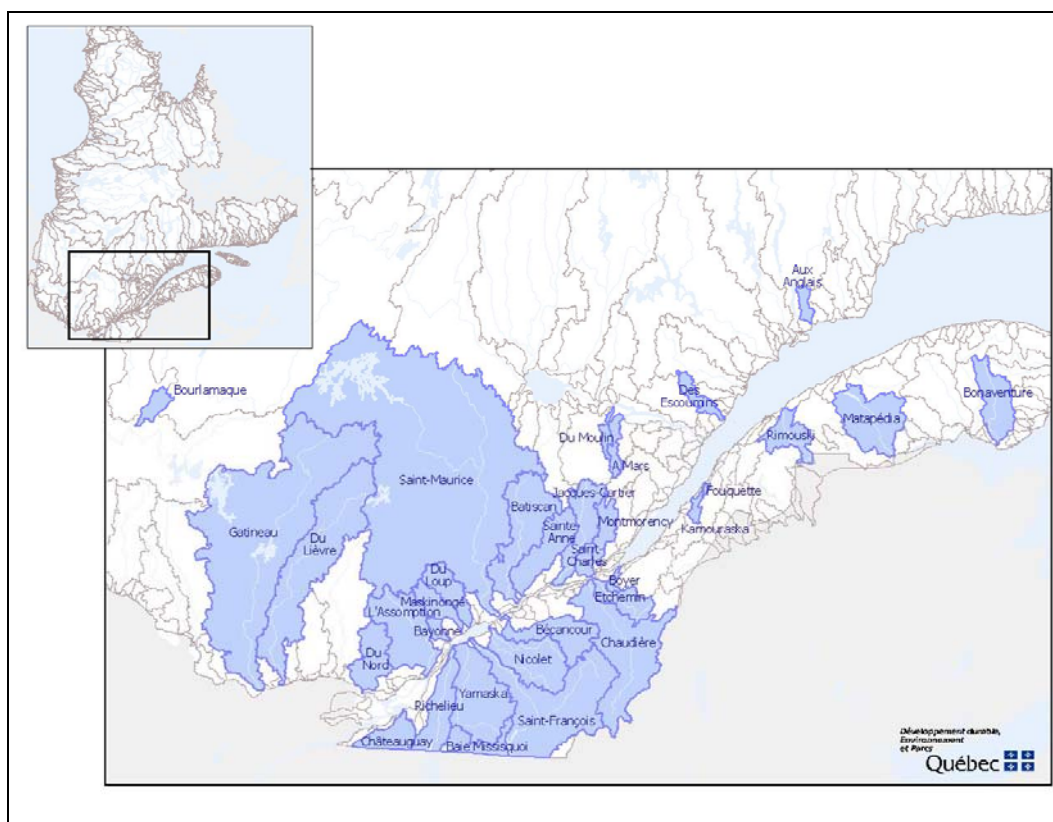 Aux
Anglais
Bourlamaque
Des
Escoumins
Bonaventure
Matapédia
Rimouski
Du Moulin
A Mars
Saint-Maurice
Jacques-Cartier
Fouquette
Batiscan
Montmorency
Sainte-
Anne
Kamouraska
Gatineau
Du
Lièvre
Saint-
Charles
Du
Loup
Boyer
Etchemin
Maskinongé
L'Assomption
Bayonne
Bécancour
Chaudière
Du
Nord
Nicolet
Yamaska
Richelieu
Saint-François
Châteauguay
Baie Missisquoi
Développement durable,
Environnement
et Parcs
Québec